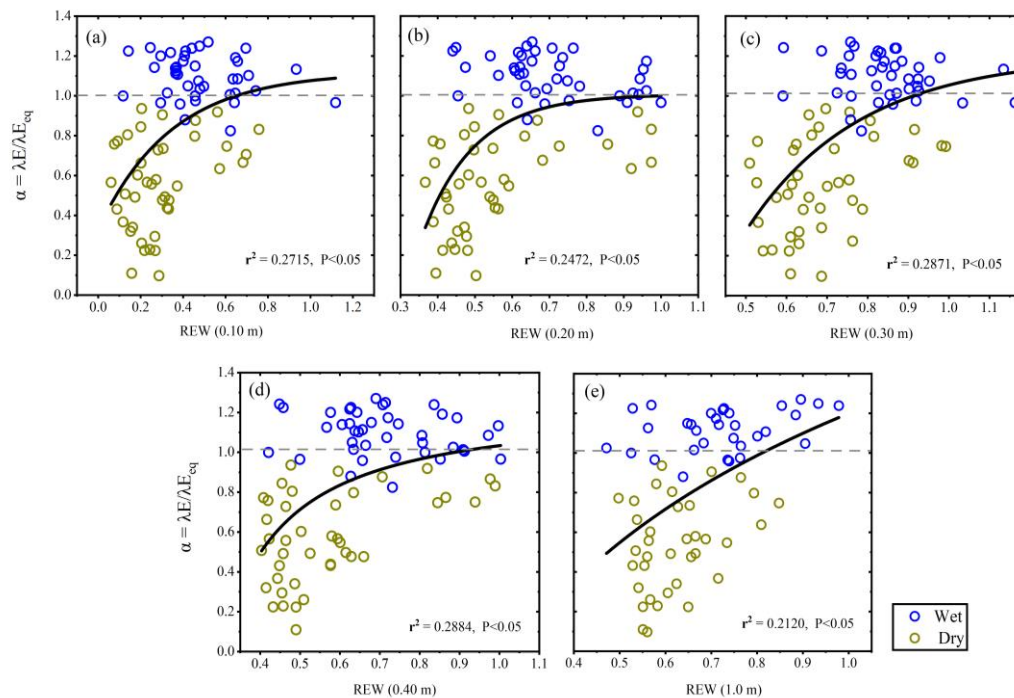 (a)
(b)
(c)
α = λE/λE_eq
1.4
1.2
1.0
0.8
0.6
0.4
0.2
0.0
r² = 0.2715, P<0.05
r² = 0.2472, P<0.05
r² = 0.2871, P<0.05
0.0 0.2 0.4 0.6 0.8 1.0 1.2
0.3 0.4 0.5 0.6 0.7 0.8 0.9 1.0 1.1
0.5 0.6 0.7 0.8 0.9 1.0 1.1
REW (0.10 m)
REW (0.20 m)
REW (0.30 m)
(d)
(e)
α = λE/λE_eq
1.4
1.2
1.0
0.8
0.6
0.4
0.2
0.0
r² = 0.2884, P<0.05
r² = 0.2120, P<0.05
0.4 0.5 0.6 0.7 0.8 0.9 1.0 1.1
0.4 0.5 0.6 0.7 0.8 0.9 1.0
REW (0.40 m)
REW (1.0 m)
Wet
Dry